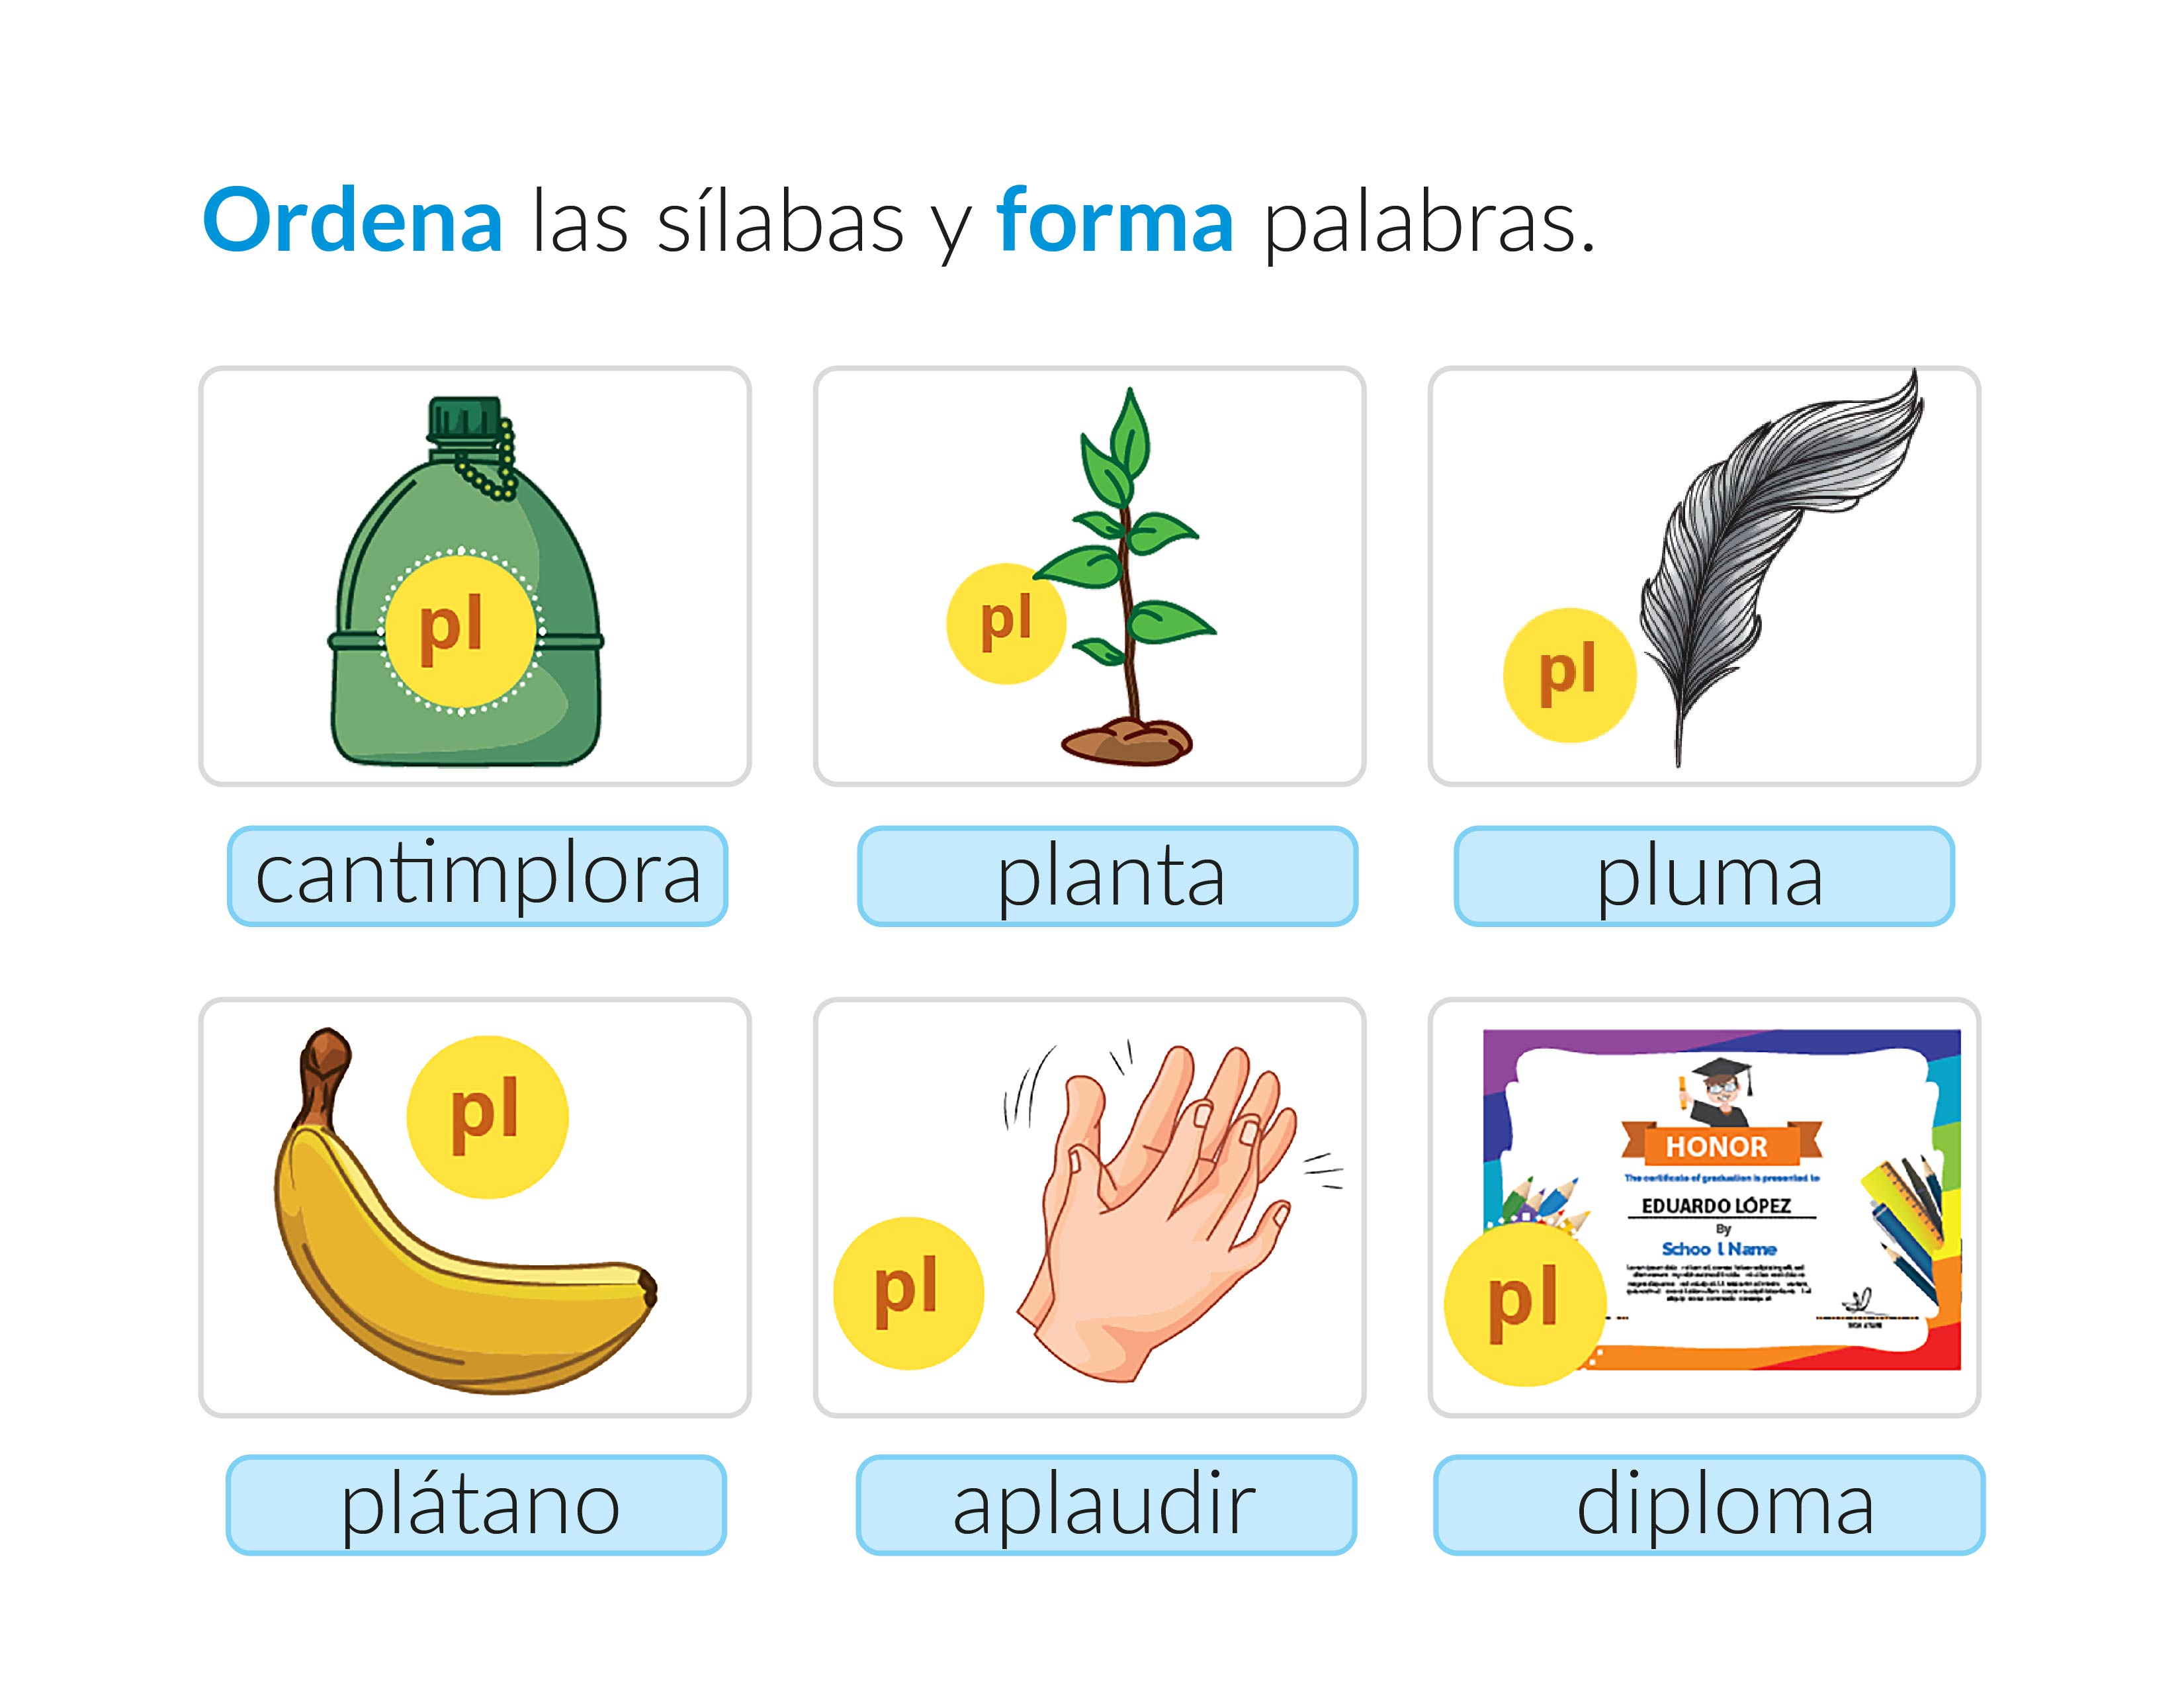 Ordena las sílabas y forma palabras.
pl
pl
pl
cantimplora
planta
pluma
pl
pl
HONOR
The certificate of graduation is presented to
EDUARDO LÓPEZ
By
Schoo l Name
pl
plátano
aplaudir
diploma